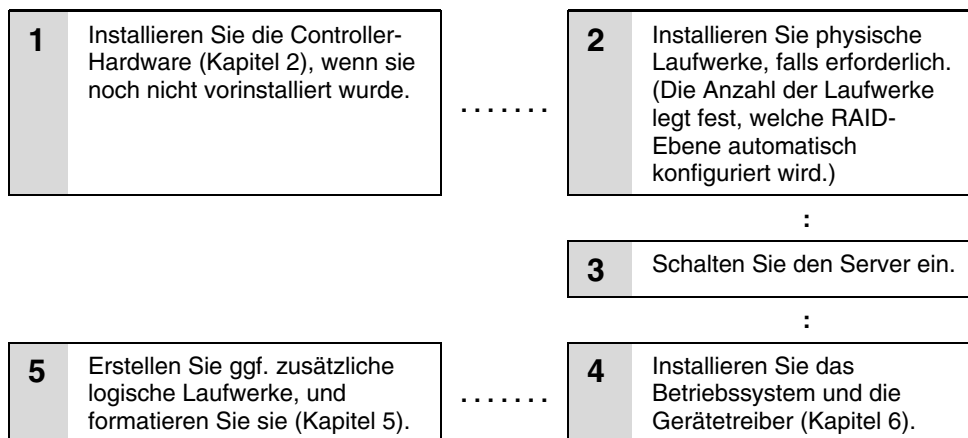 1
Installieren Sie die Controller-
Hardware (Kapitel 2), wenn sie
noch nicht vorinstalliert wurde.
.......
2
Installieren Sie physische
Laufwerke, falls erforderlich.
(Die Anzahl der Laufwerke
legt fest, welche RAID-
Ebene automatisch
konfiguriert wird.)
:
3
Schalten Sie den Server ein.
:
4
Installieren Sie das
Betriebssystem und die
Gerätetreiber (Kapitel 6).
.......
5
Erstellen Sie ggf. zusätzliche
logische Laufwerke, und
formatieren Sie sie (Kapitel 5).